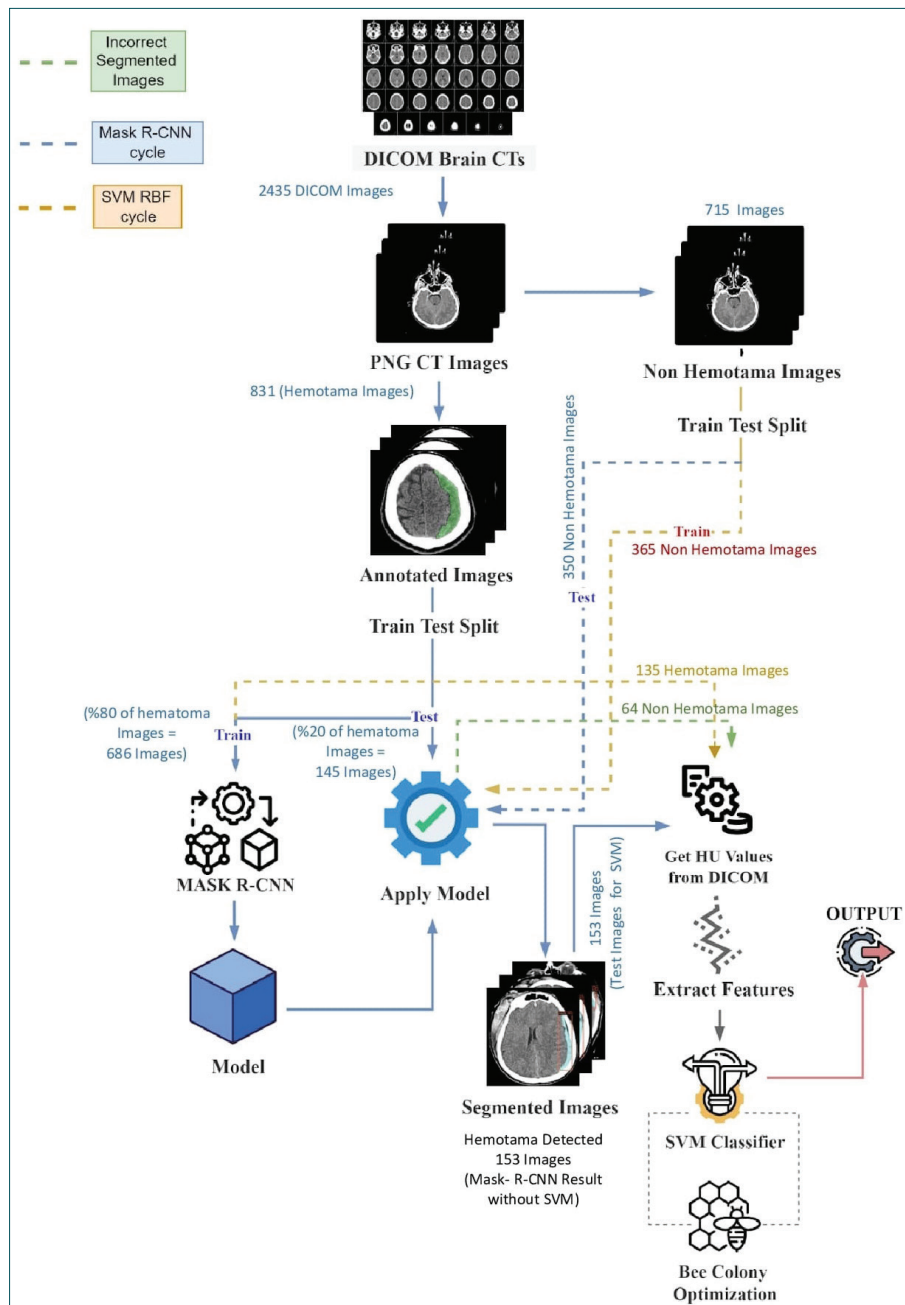 Incorrect
Segmented
Images
Mask R-CNN
cycle
SVM RBF
cycle
DICOM Brain CTs
2435 DICOM Images
715 Images
PNG CT Images
Non Hemotama Images
831 (Hemotama Images)
Train Test Split
350 Non Hemotama Images
Train
365 Non Hemotama Images
Annotated Images
Test
Train Test Split
135 Hemotama Images
64 Non Hemotama Images
(%80 of hematoma
Images =
686 Images)
Train
Test
(%20 of hematoma
Images =
145 Images)
MASK R-CNN
Apply Model
Get HU Values
from DICOM
153 Images
(Test Images for SVM)
OUTPUT
Extract Features
Model
Segmented Images
Hemotama Detected
153 Images
(Mask- R-CNN Result
without SVM)
SVM Classifier
Bee Colony
Optimization